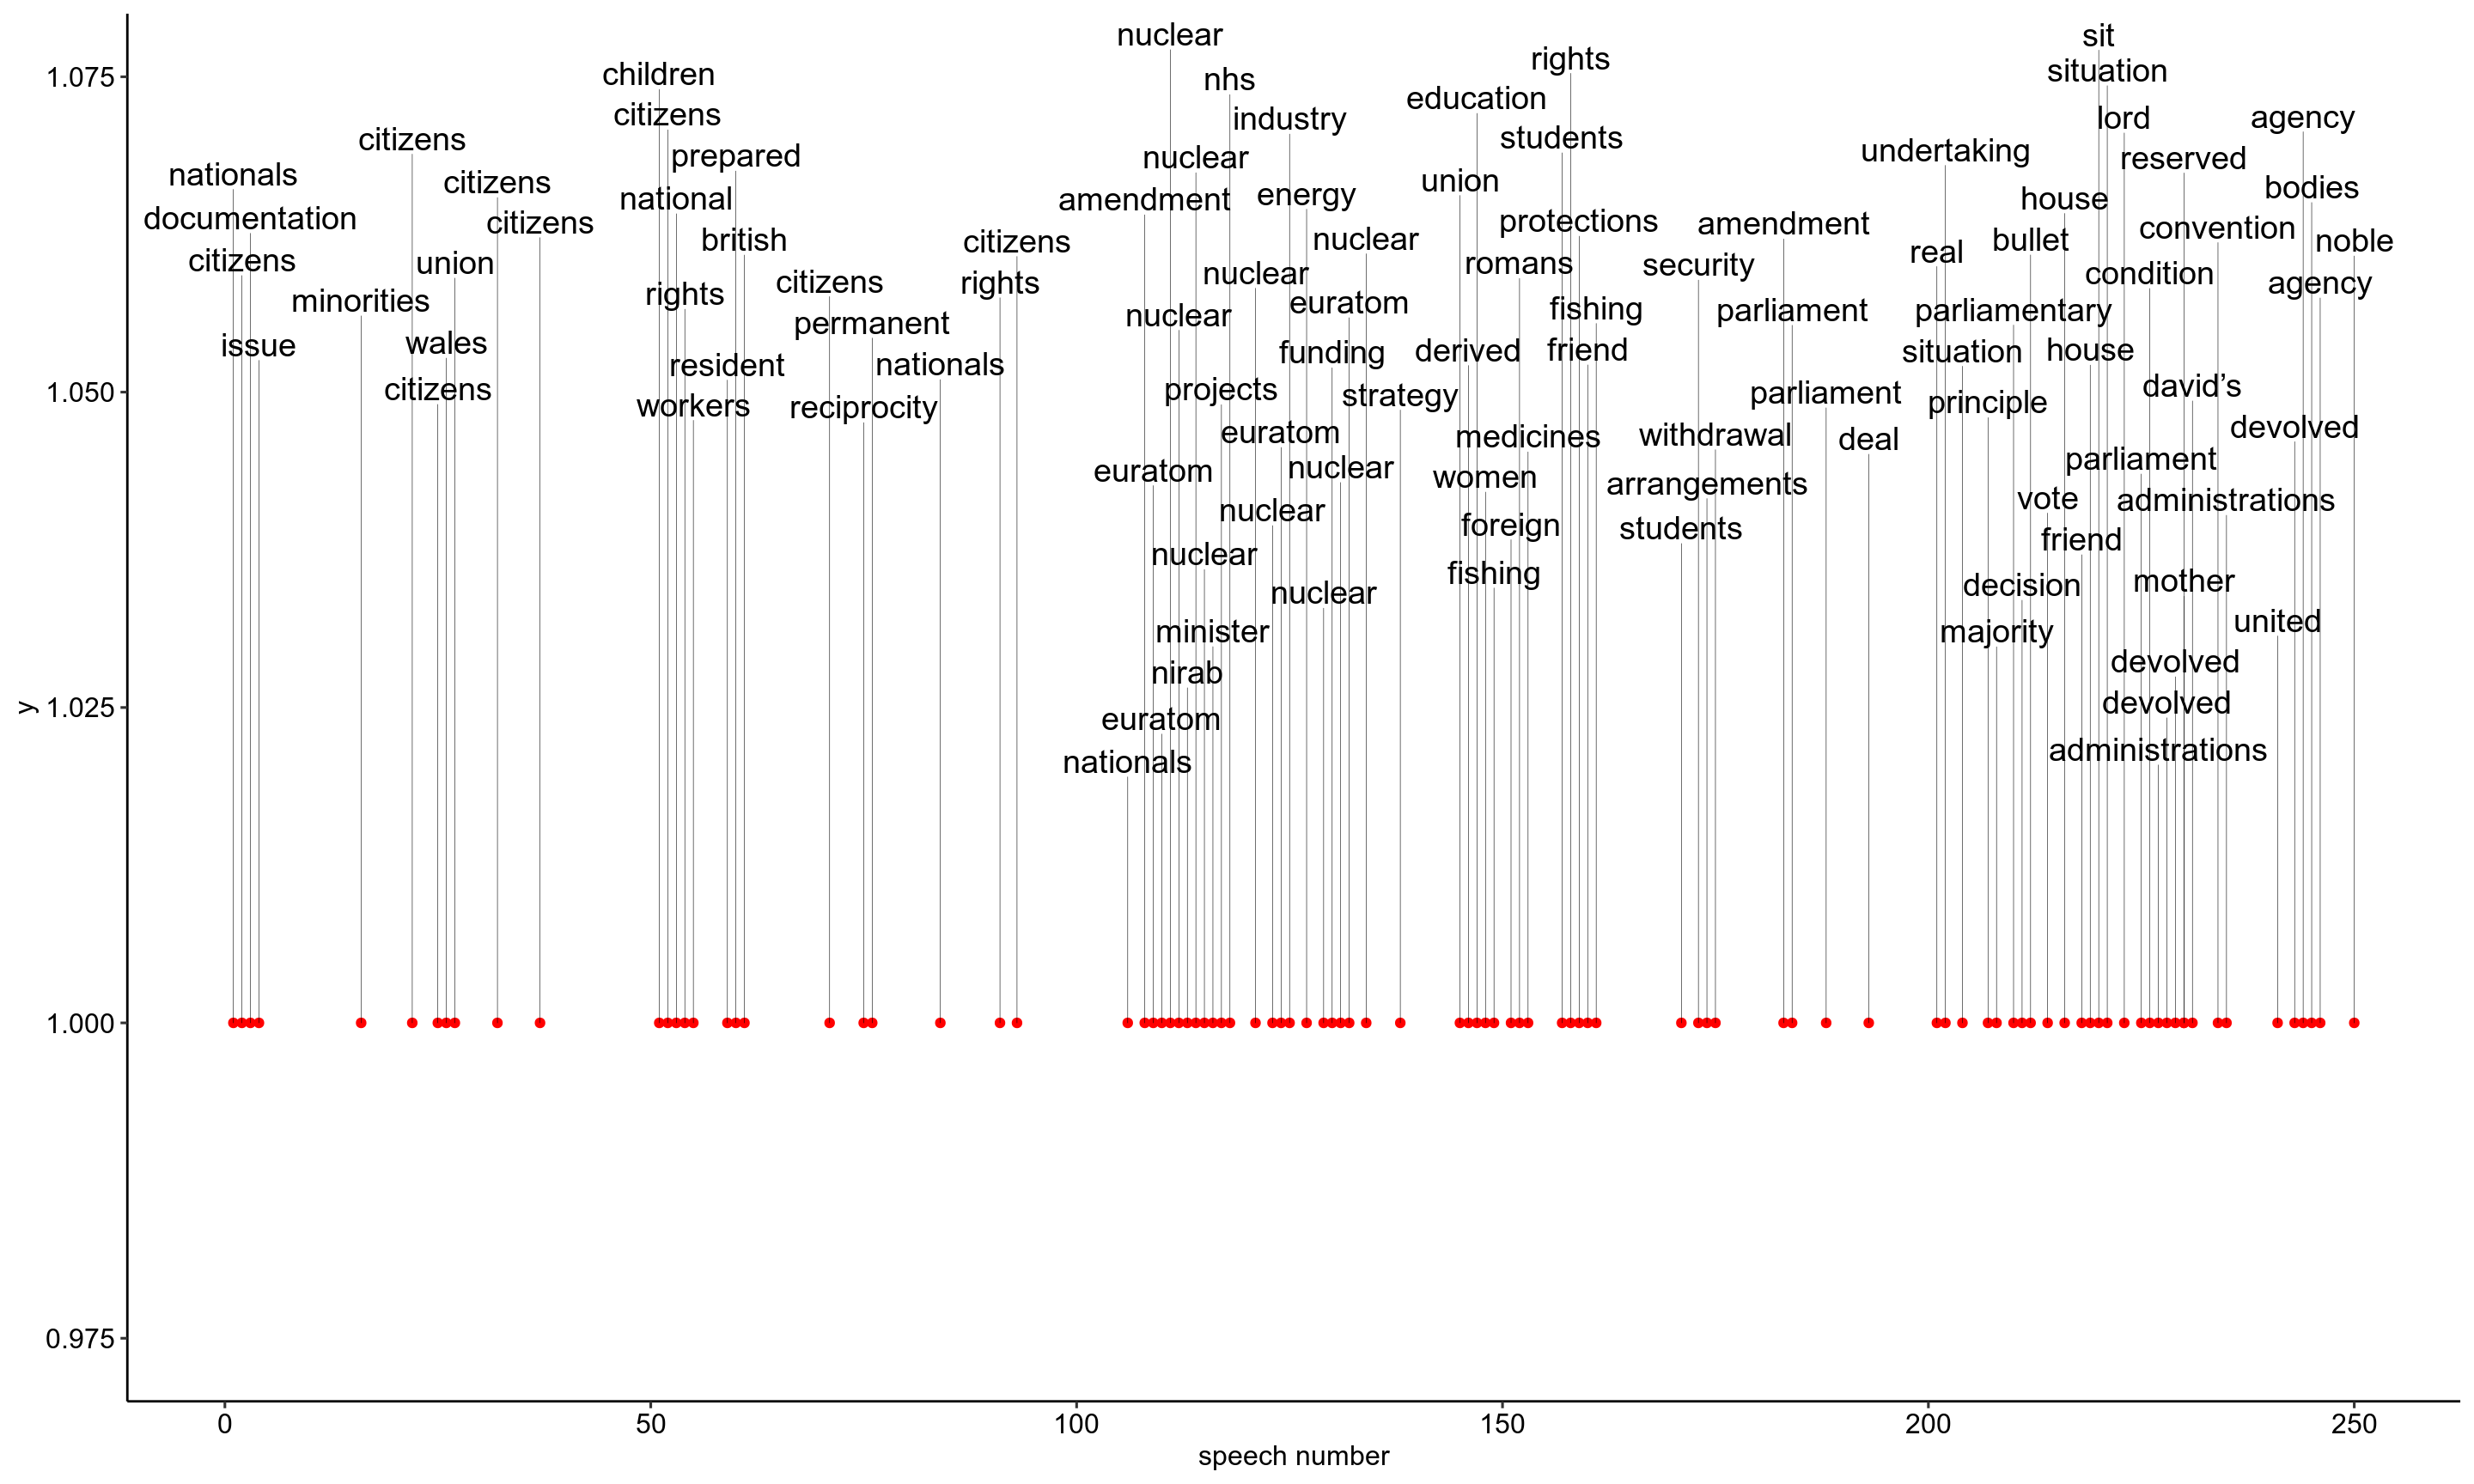 nuclear
sit
rights
situation
children
nhs
education
citizens
industry
lord
agency
citizens
students
prepared
undertaking
nuclear
reserved
nationals
citizens
union
bodies
national
amendment
energy
house
documentation
citizens
protections
amendment
convention
british
citizens
nuclear
bullet
noble
real
citizens
union
romans
security
nuclear
condition
citizens
rights
agency
rights
minorities
euratom
fishing
parliament
parliamentary
permanent
nuclear
issue
wales
funding
derived
friend
situation
house
resident
nationals
citizens
projects
strategy
parliament
david’s
workers
reciprocity
principle
euratom
medicines
withdrawal
deal
devolved
euratom
nuclear
women
parliament
arrangements
nuclear
foreign
students
vote
administrations
friend
nuclear
fishing
nuclear
decision
mother
minister
majority
united
nirab
devolved
euratom
devolved
nationals
administrations
1.075
1.050
1.025
1.000
0.975
y
0 50 100 150 200 250
speech number